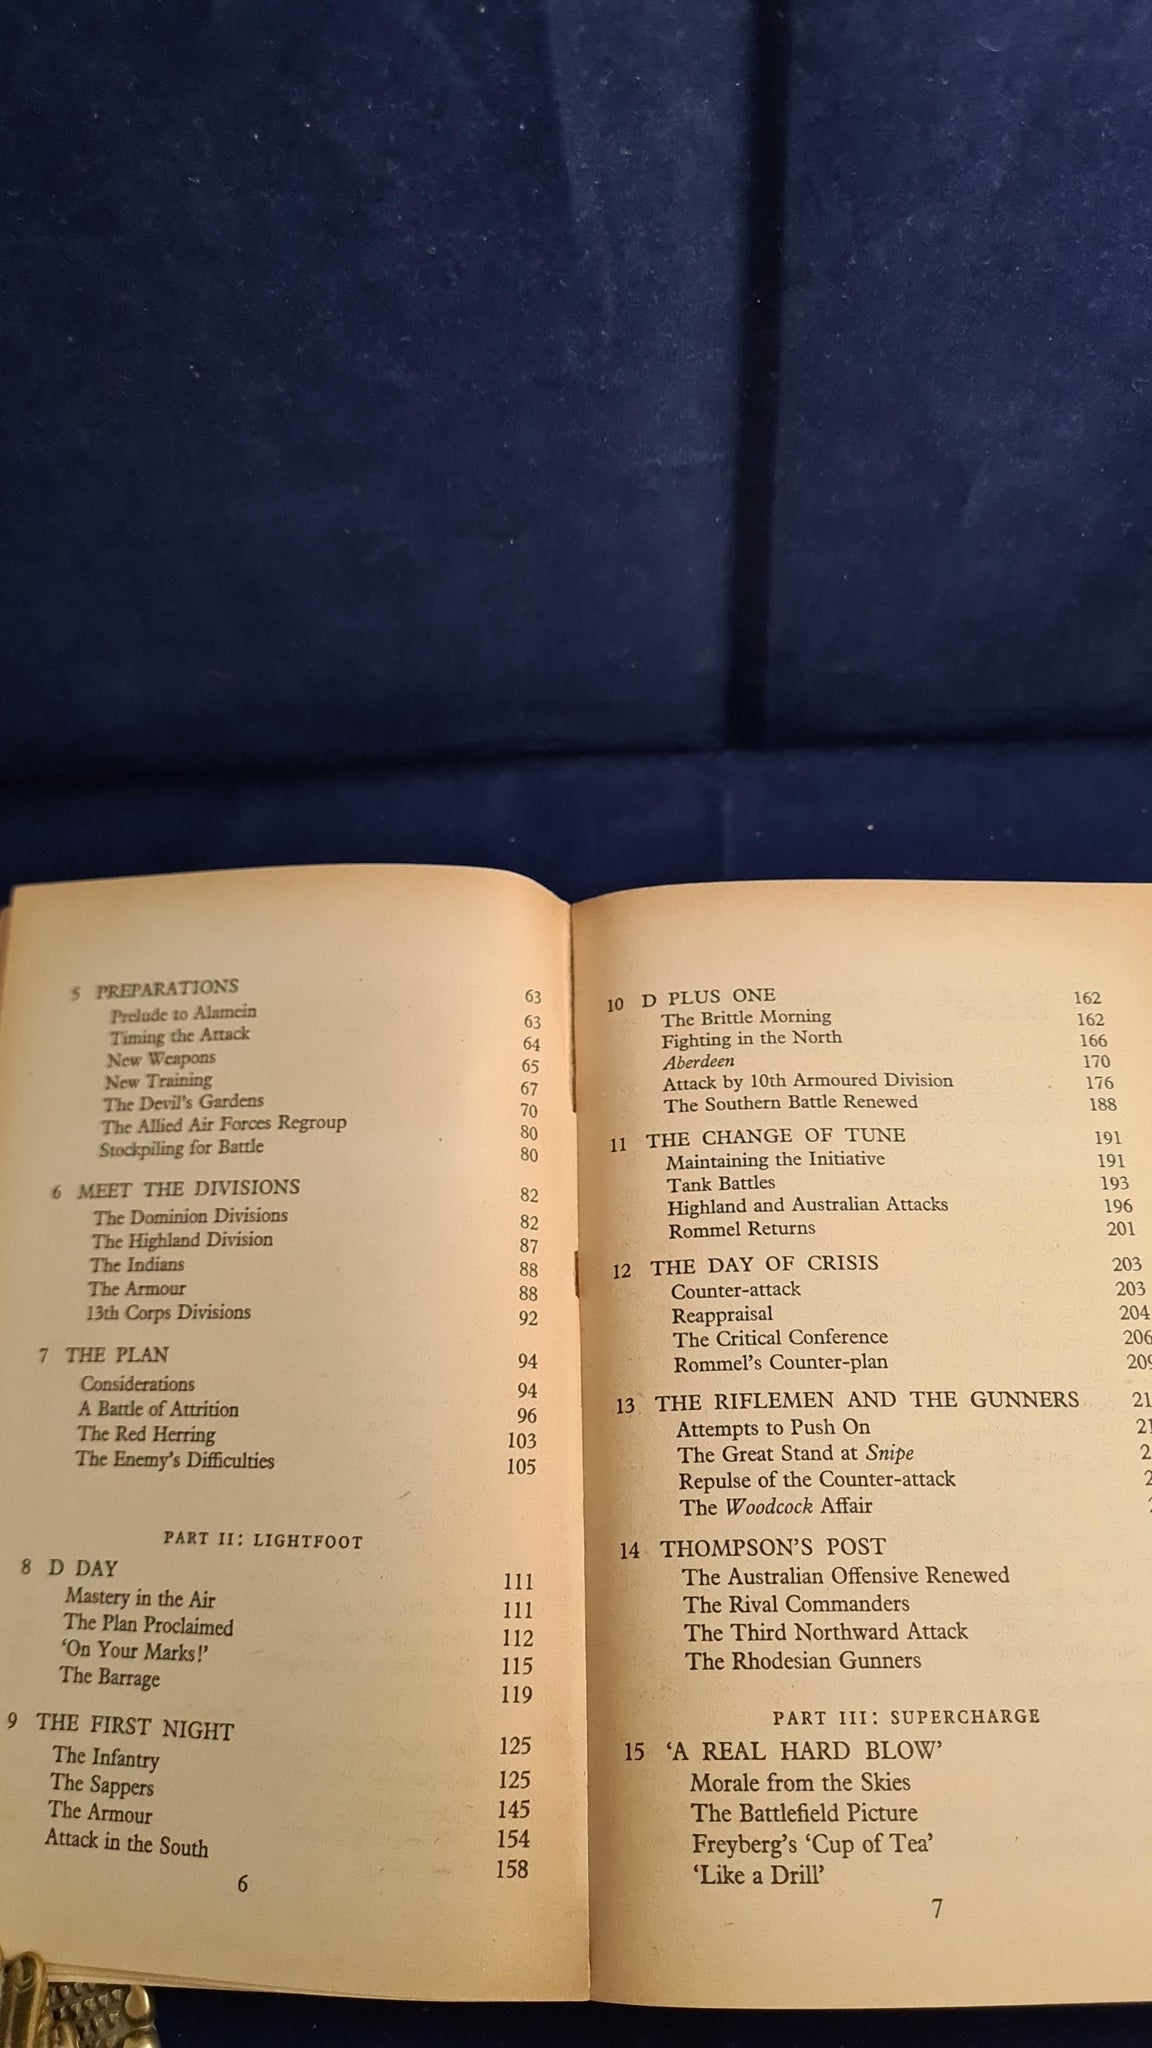 5 PREPARATIONS 63
Prelude to Alamein 63
Timing the Attack 64
New Weapons 65
New Training 67
The Devil's Gardens 70
The Allied Air Forces Regroup 80
Stockpiling for Battle 80
6 MEET THE DIVISIONS 82
The Dominion Divisions 82
The Highland Division 87
The Indians 88
The Armour 88
13th Corps Divisions 92
7 THE PLAN 94
Considerations 94
A Battle of Attrition 96
The Red Herring 103
The Enemy's Difficulties 105
PART II: LIGHTFOOT
8 D DAY 111
Mastery in the Air 111
The Plan Proclaimed 112
'On Your Marks!' 115
The Barrage 119
9 THE FIRST NIGHT 125
The Infantry 125
The Sappers 145
The Armour 154
Attack in the South 158
6
10 D PLUS ONE 162
The Brittle Morning 162
Fighting in the North 166
Aberdeen 170
Attack by 10th Armoured Division 176
The Southern Battle Renewed 188
11 THE CHANGE OF TUNE 191
Maintaining the Initiative 191
Tank Battles 193
Highland and Australian Attacks 196
Rommel Returns 201
12 THE DAY OF CRISIS 203
Counter-attack 203
Reappraisal 204
The Critical Conference 206
Rommel's Counter-plan 209
13 THE RIFLEMEN AND THE GUNNERS
Attempts to Push On
The Great Stand at Snipe
Repulse of the Counter-attack
The Woodcock Affair
14 THOMPSON'S POST
The Australian Offensive Renewed
The Rival Commanders
The Third Northward Attack
The Rhodesian Gunners
PART III: SUPERCHARGE
15 'A REAL HARD BLOW'
Morale from the Skies
The Battlefield Picture
Freyberg's 'Cup of Tea'
'Like a Drill'
7